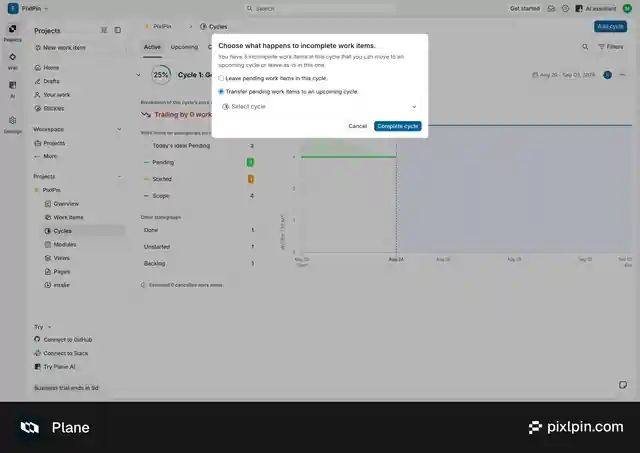 PixlPin
Search
Get started
AI assistant
Projects
Wiki
AI
Settings
Projects
New work item
Home
Drafts
Your work
Stickies
Workspace
Projects
More
Projects
PixlPin
Overview
Work items
Cycles
Modules
Views
Pages
Intake
Try
Connect to GitHub
Connect to Slack
Try Plane AI
Business trial ends in 9d
PixlPin
Cycles
Add cycle
Active
Upcoming
Filters
25%
Cycle 1: G
Trailing by 0 work
Today's ideal Pending
Pending
Started
1
Scope
4
Other stategroups
Done
1
Unstarted
1
Backlog
1
Choose what happens to incomplete work items.
You have 3 incomplete work items in this cycle that you can move to an
upcoming cycle or leave as-is in this one.
Leave pending work items in this cycle.
Transfer pending work items to an upcoming cycle.
Select cycle
Cancel
Complete cycle
Aug 24
Plane
pixlpin.com